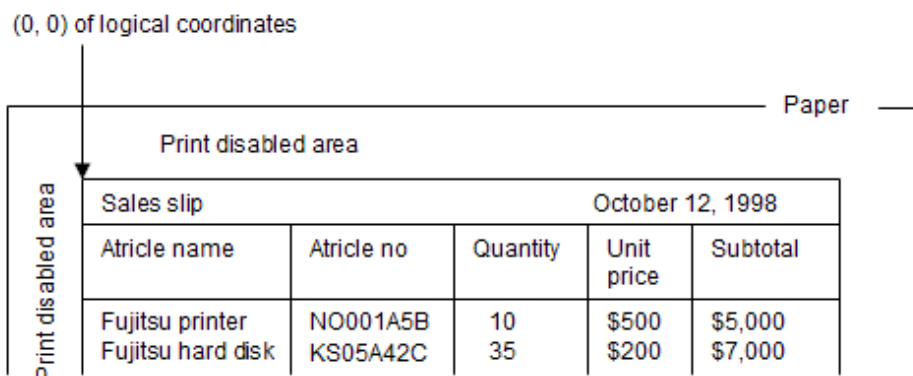 (0, 0) of logical coordinates
Paper
Print disabled area
Print disabled area
Sales slip October 12, 1998
Atricle name Atricle no Quantity Unit price Subtotal
Fujitsu printer NO001A5B 10 $500 $5,000
Fujitsu hard disk KS05A42C 35 $200 $7,000